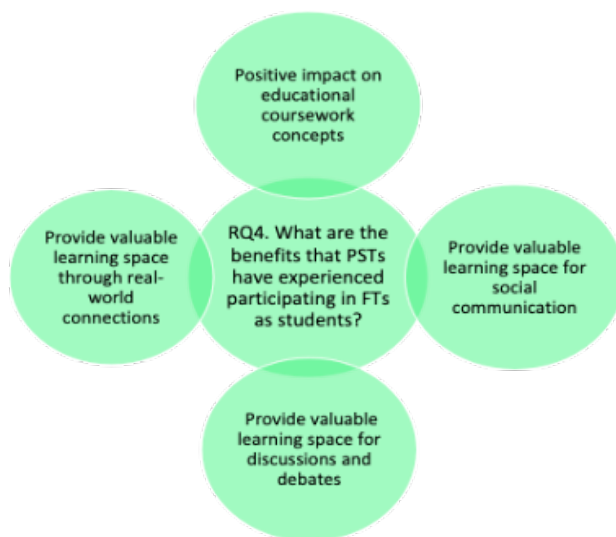 Positive impact on
educational
coursework
concepts
Provide valuable
learning space
through real-
world
connections
RQ4. What are the
benefits that PSTs
have experienced
participating in FTs
as students?
Provide valuable
learning space for
social
communication
Provide valuable
learning space for
discussions and
debates